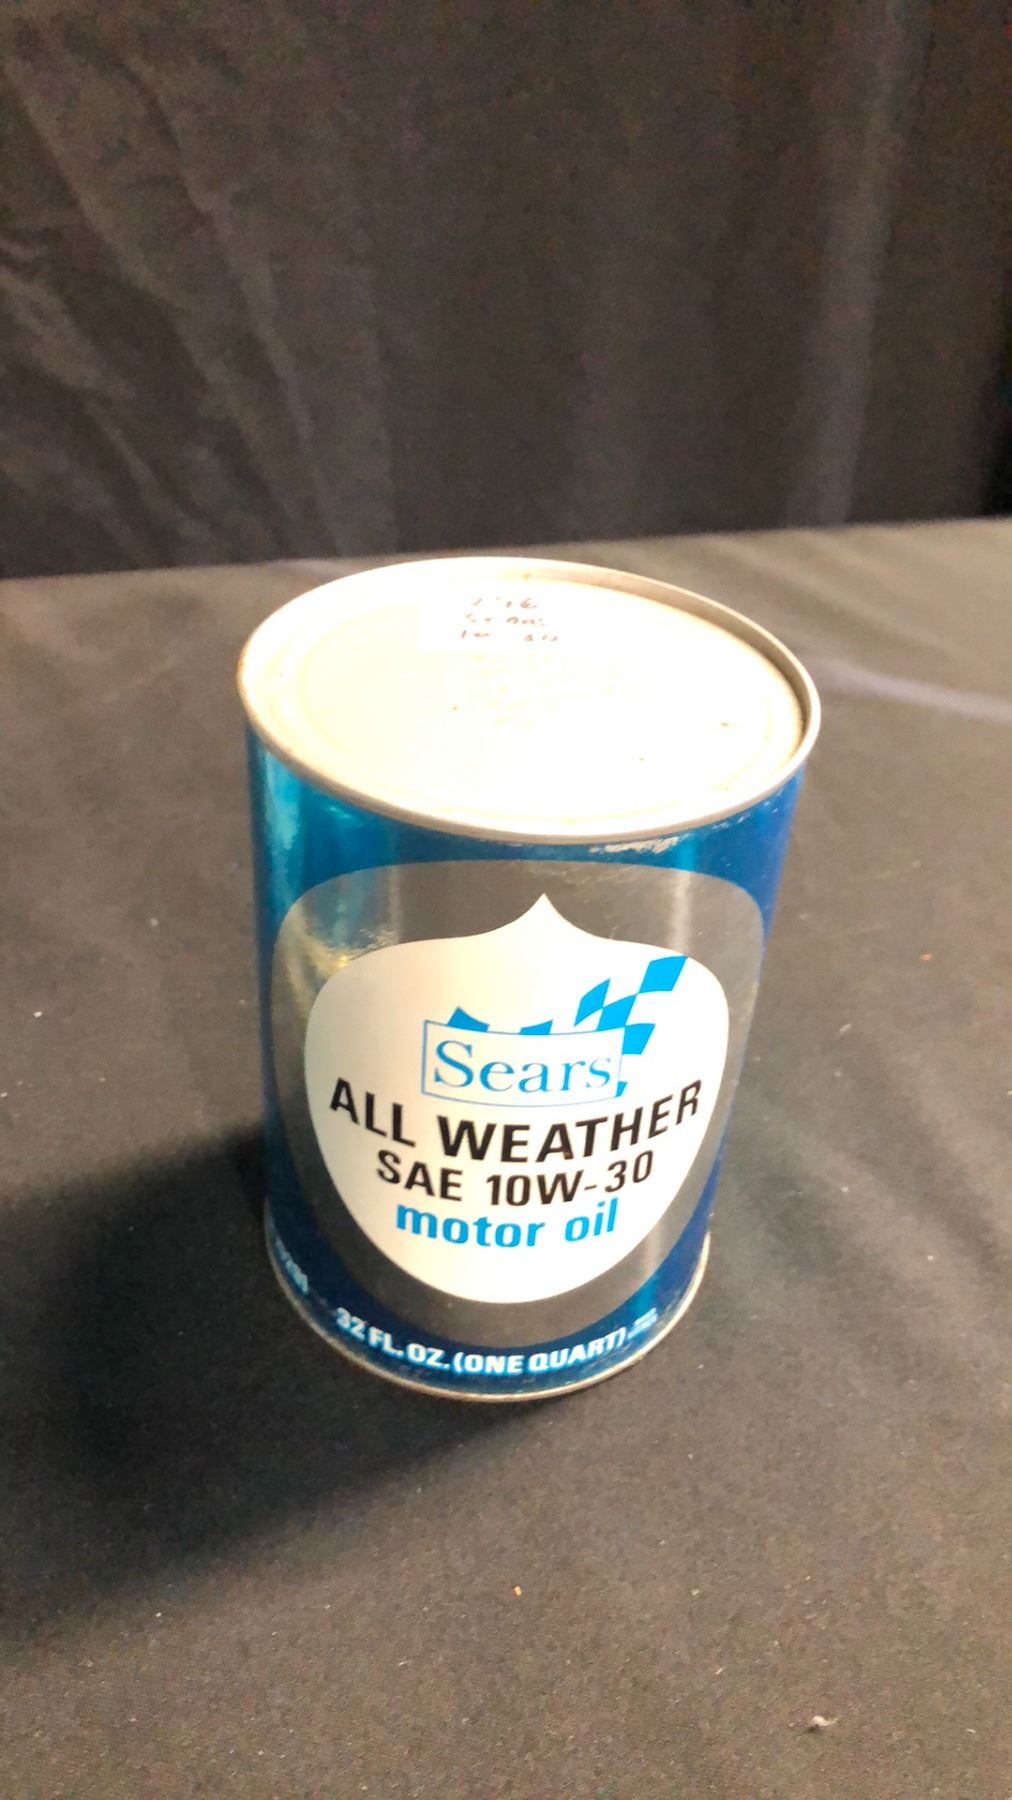 Sears
ALL WEATHER
SAE 10W-30
motor oil
32 FL. OZ. (ONE QUART)